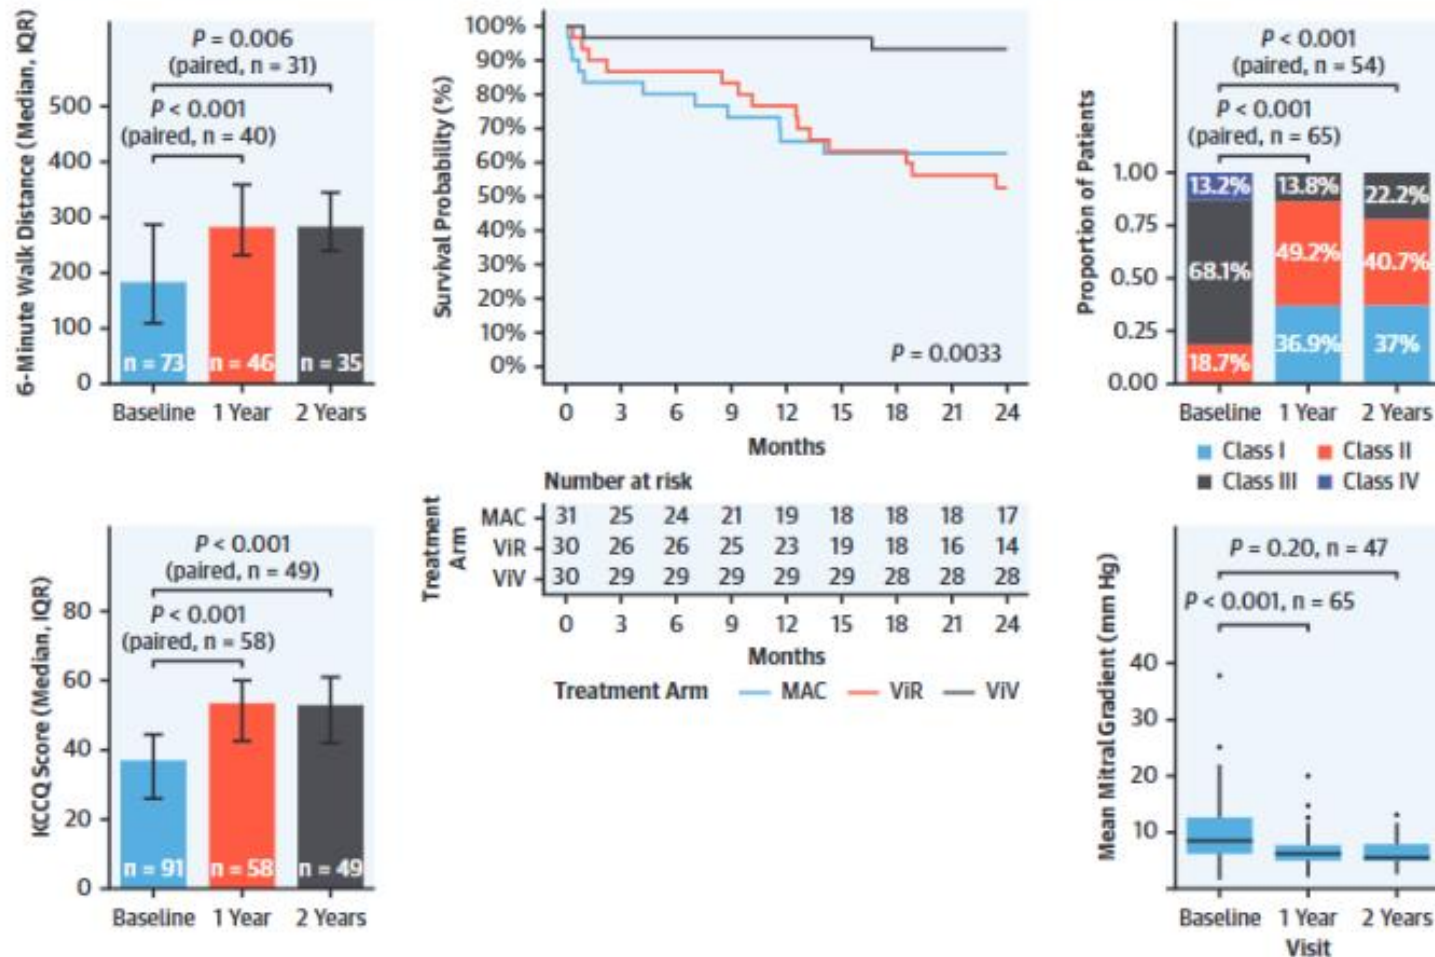 6-Minute Walk Distance (Median, IQR)
P = 0.006
(paired, n = 31)
P < 0.001
(paired, n = 40)
500
400
300
200
100
0
n = 73
n = 46
n = 35
Baseline
1 Year
2 Years
Survival Probability (%)
100%
90%
80%
70%
60%
50%
40%
30%
20%
10%
0%
P = 0.0033
0 3 6 9 12 15 18 21 24
Months
Number at risk
Treatment
Arm
MAC 31 25 24 21 19 18 18 18 17
ViR 30 26 26 25 23 19 18 16 14
ViV 30 29 29 29 29 29 28 28 28
0 3 6 9 12 15 18 21 24
Months
Treatment Arm MAC ViR ViV
Proportion of Patients
P < 0.001
(paired, n = 54)
P < 0.001
(paired, n = 65)
1.00
0.75
0.50
0.25
0.00
13.2%
68.1%
18.7%
13.8%
49.2%
36.9%
22.2%
40.7%
37%
Baseline
1 Year
2 Years
Class I Class II
Class III Class IV
KCCQ Score (Median, IQR)
P < 0.001
(paired, n = 49)
P < 0.001
(paired, n = 58)
80
60
40
20
0
n = 91
n = 58
n = 49
Baseline
1 Year
2 Years
Mean Mitral Gradient (mm Hg)
P = 0.20, n = 47
P < 0.001, n = 65
40
30
20
10
Baseline
1 Year
2 Years
Visit